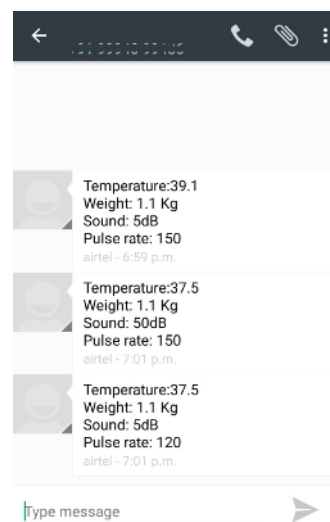 Temperature:39.1
Weight: 1.1 Kg
Sound: 5dB
Pulse rate: 150
airtel - 6:59 p.m.
Temperature:37.5
Weight: 1.1 Kg
Sound: 50dB
Pulse rate: 150
airtel - 7:01 p.m.
Temperature:37.5
Weight: 1.1 Kg
Sound: 5dB
Pulse rate: 120
airtel - 7:01 p.m.
Type message